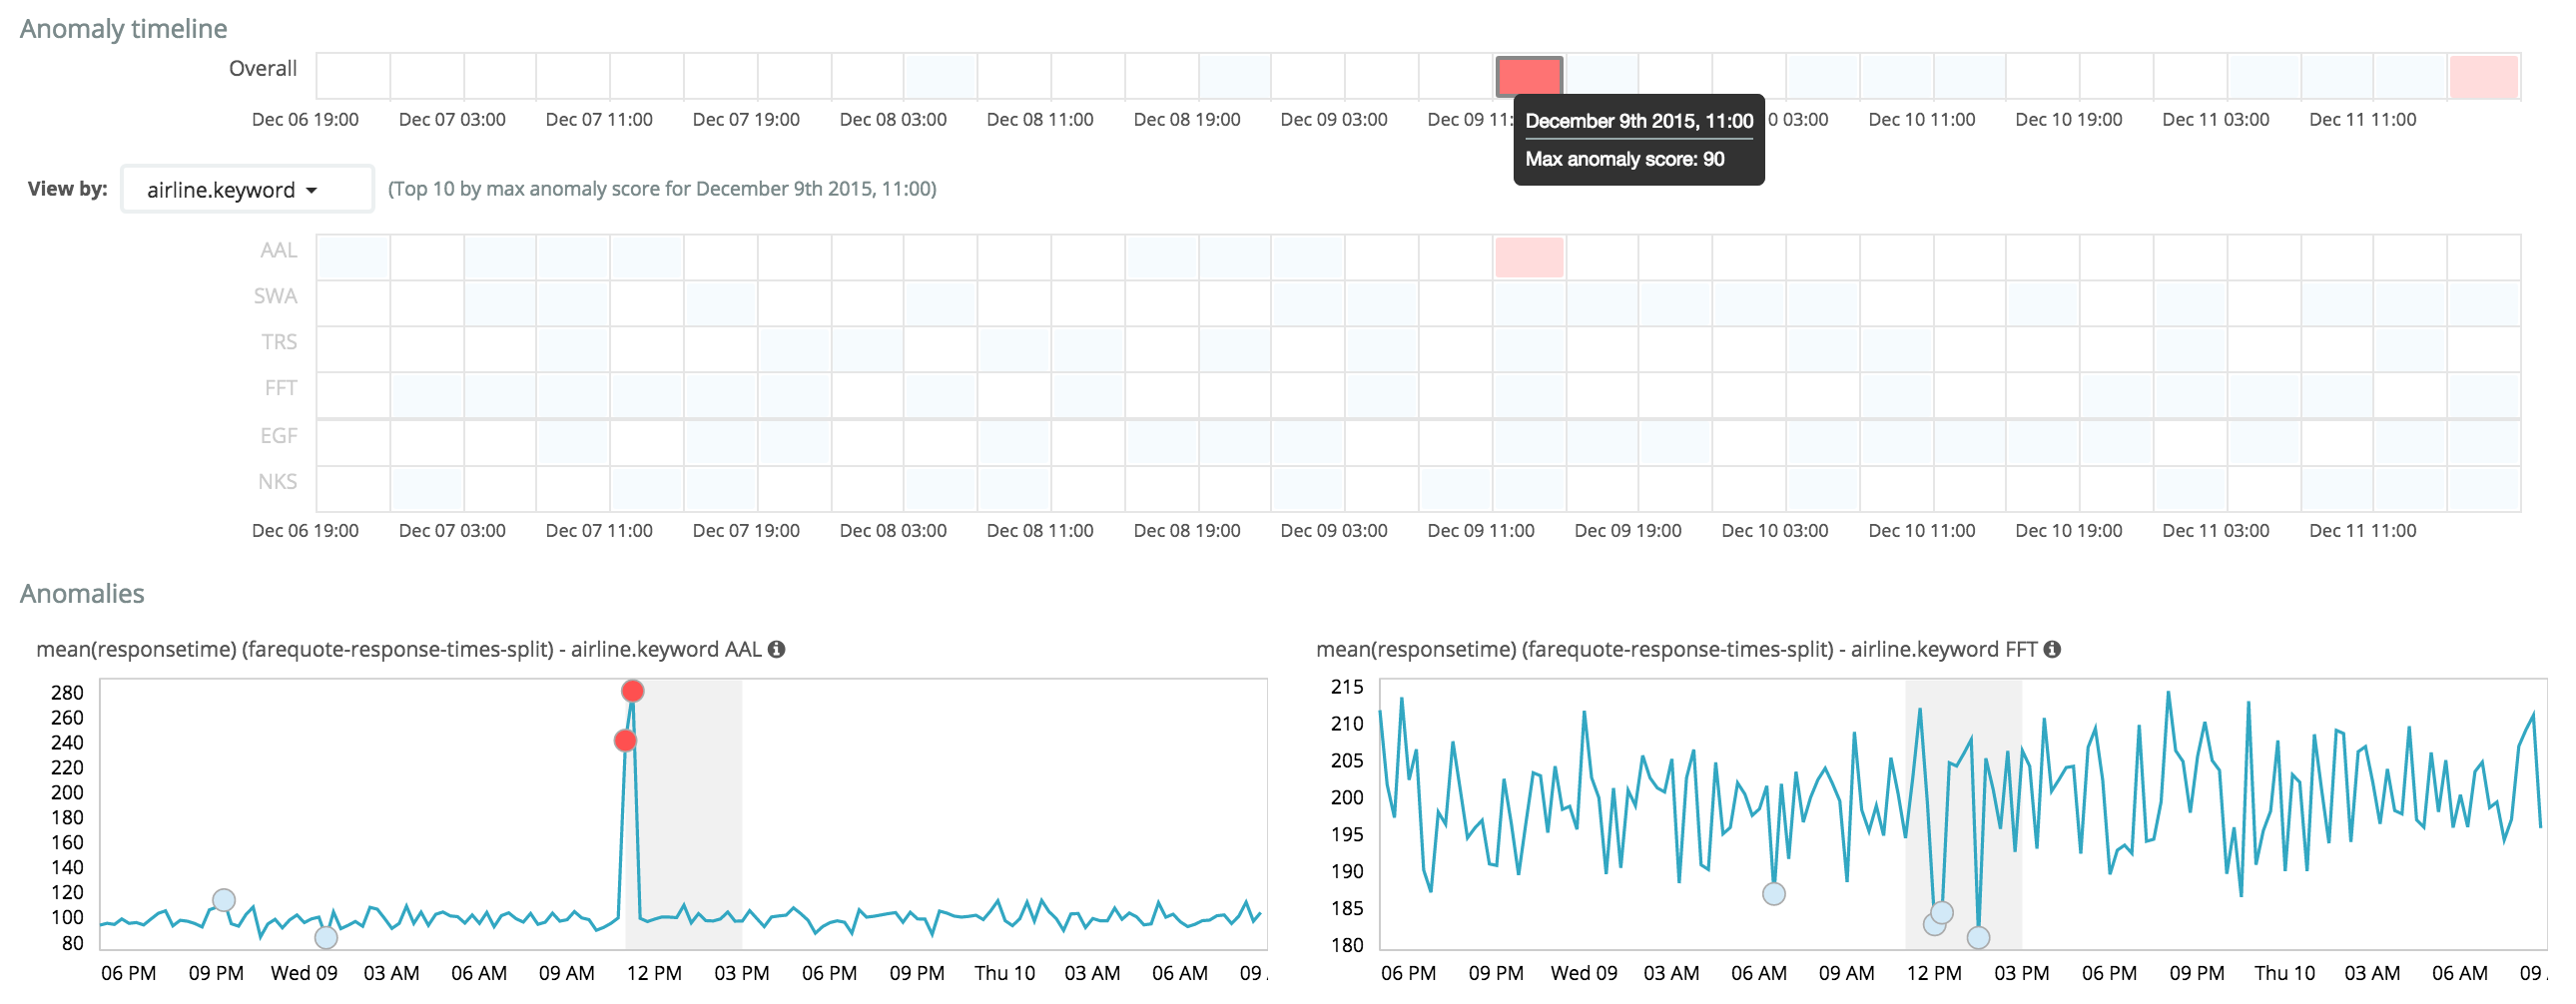 Anomaly timeline
Overall
Dec 06 19:00 Dec 07 03:00 Dec 07 11:00 Dec 07 19:00 Dec 08 03:00 Dec 08 11:00 Dec 08 19:00 Dec 09 03:00 Dec 09 11: 0 03:00 Dec 10 11:00 Dec 10 19:00 Dec 11 03:00 Dec 11 11:00
December 9th 2015, 11:00
Max anomaly score: 90
View by: airline.keyword (Top 10 by max anomaly score for December 9th 2015, 11:00)
AAL
SWA
TRS
FFT
EGF
NKS
Dec 06 19:00 Dec 07 03:00 Dec 07 11:00 Dec 07 19:00 Dec 08 03:00 Dec 08 11:00 Dec 08 19:00 Dec 09 03:00 Dec 09 11:00 Dec 09 19:00 Dec 10 03:00 Dec 10 11:00 Dec 10 19:00 Dec 11 03:00 Dec 11 11:00
Anomalies
mean(responsetime) (farequote-response-times-split) - airline.keyword AAL
280
260
240
220
200
180
160
140
120
100
80
06 PM 09 PM Wed 09 03 AM 06 AM 09 AM 12 PM 03 PM 06 PM 09 PM Thu 10 03 AM 06 AM 09
mean(responsetime) (farequote-response-times-split) - airline.keyword FFT
215
210
205
200
195
190
185
180
06 PM 09 PM Wed 09 03 AM 06 AM 09 AM 12 PM 03 PM 06 PM 09 PM Thu 10 03 AM 06 AM 09